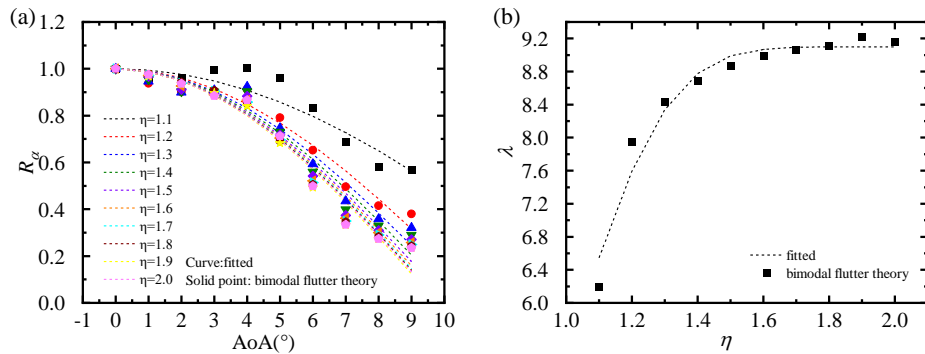 (a)
1.2
1.0
0.8
0.6
0.4
0.2
0.0
Rα
η=1.1
η=1.2
η=1.3
η=1.4
η=1.5
η=1.6
η=1.7
η=1.8
η=1.9 Curve:fitted
η=2.0 Solid point: bimodal flutter theory
-1 0 1 2 3 4 5 6 7 8 9 10
AoA(°)
(b)
9.2
8.8
8.4
8.0
7.6
7.2
6.8
6.4
6.0
λ
fitted
bimodal flutter theory
1.0 1.2 1.4 1.6 1.8 2.0
η